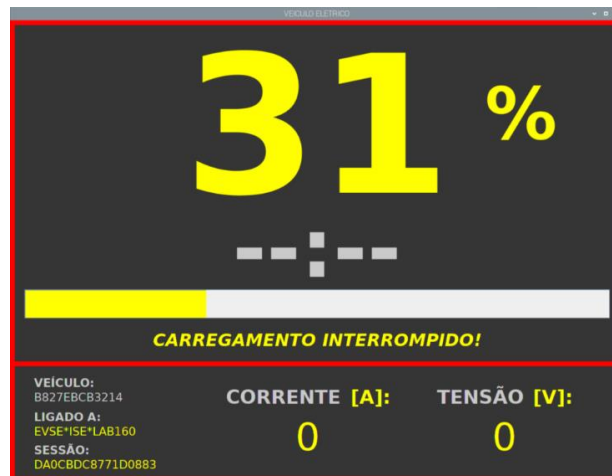 VEÍCULO ELÉTRICO
31 %
--:--
CARREGAMENTO INTERROMPIDO!
VEÍCULO:
B827EBCB3214
LIGADO A:
EVSE*ISE*LAB160
SESSÃO:
DA0CBDC8771D0883
CORRENTE [A]:
0
TENSÃO [V]:
0